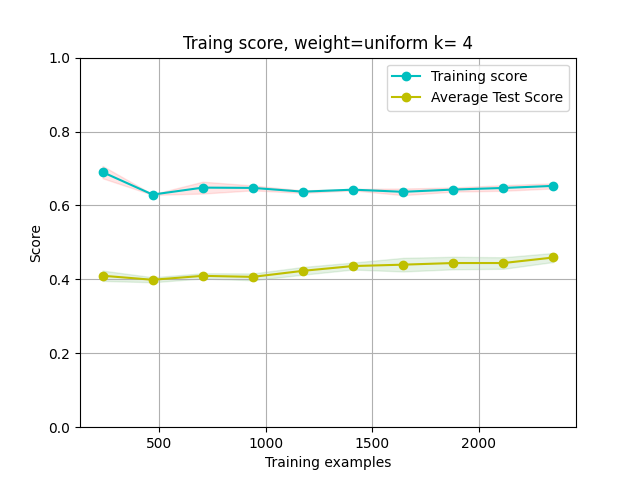 Traing score, weight=uniform k= 4
Training score
Average Test Score
1.0
0.8
0.6
0.4
0.2
0.0
Score
500
1000
1500
2000
Training examples